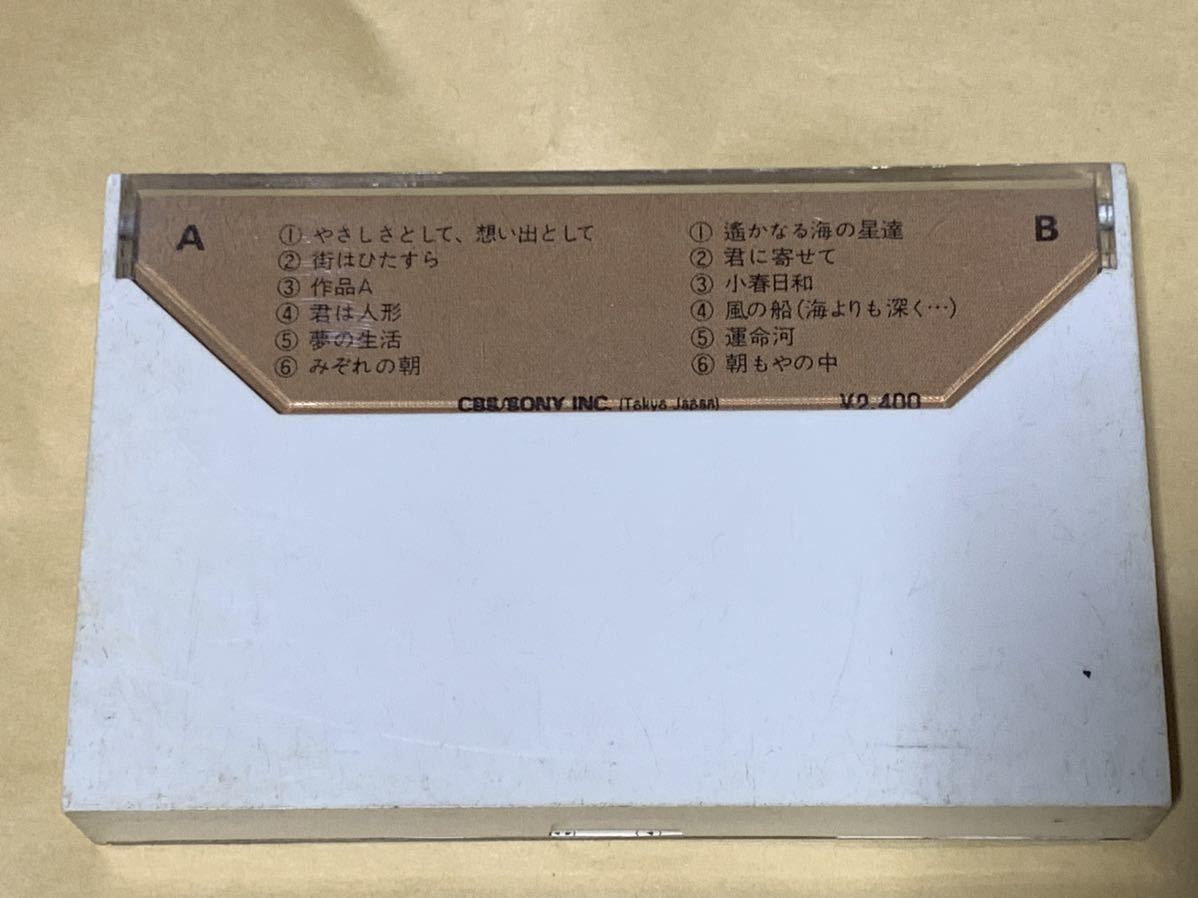 A
① やさしさとして、想い出として
② 街はひたすら
③ 作品A
④ 君は人形
⑤ 夢の生活
⑥ みぞれの朝
B
① 遙かなる海の星達
② 君に寄せて
③ 小春日和
④ 風の船(海よりも深く…)
⑤ 運命河
⑥ 朝もやの中
CBS/SONY INC. (Tokyo Japan) ¥2,400